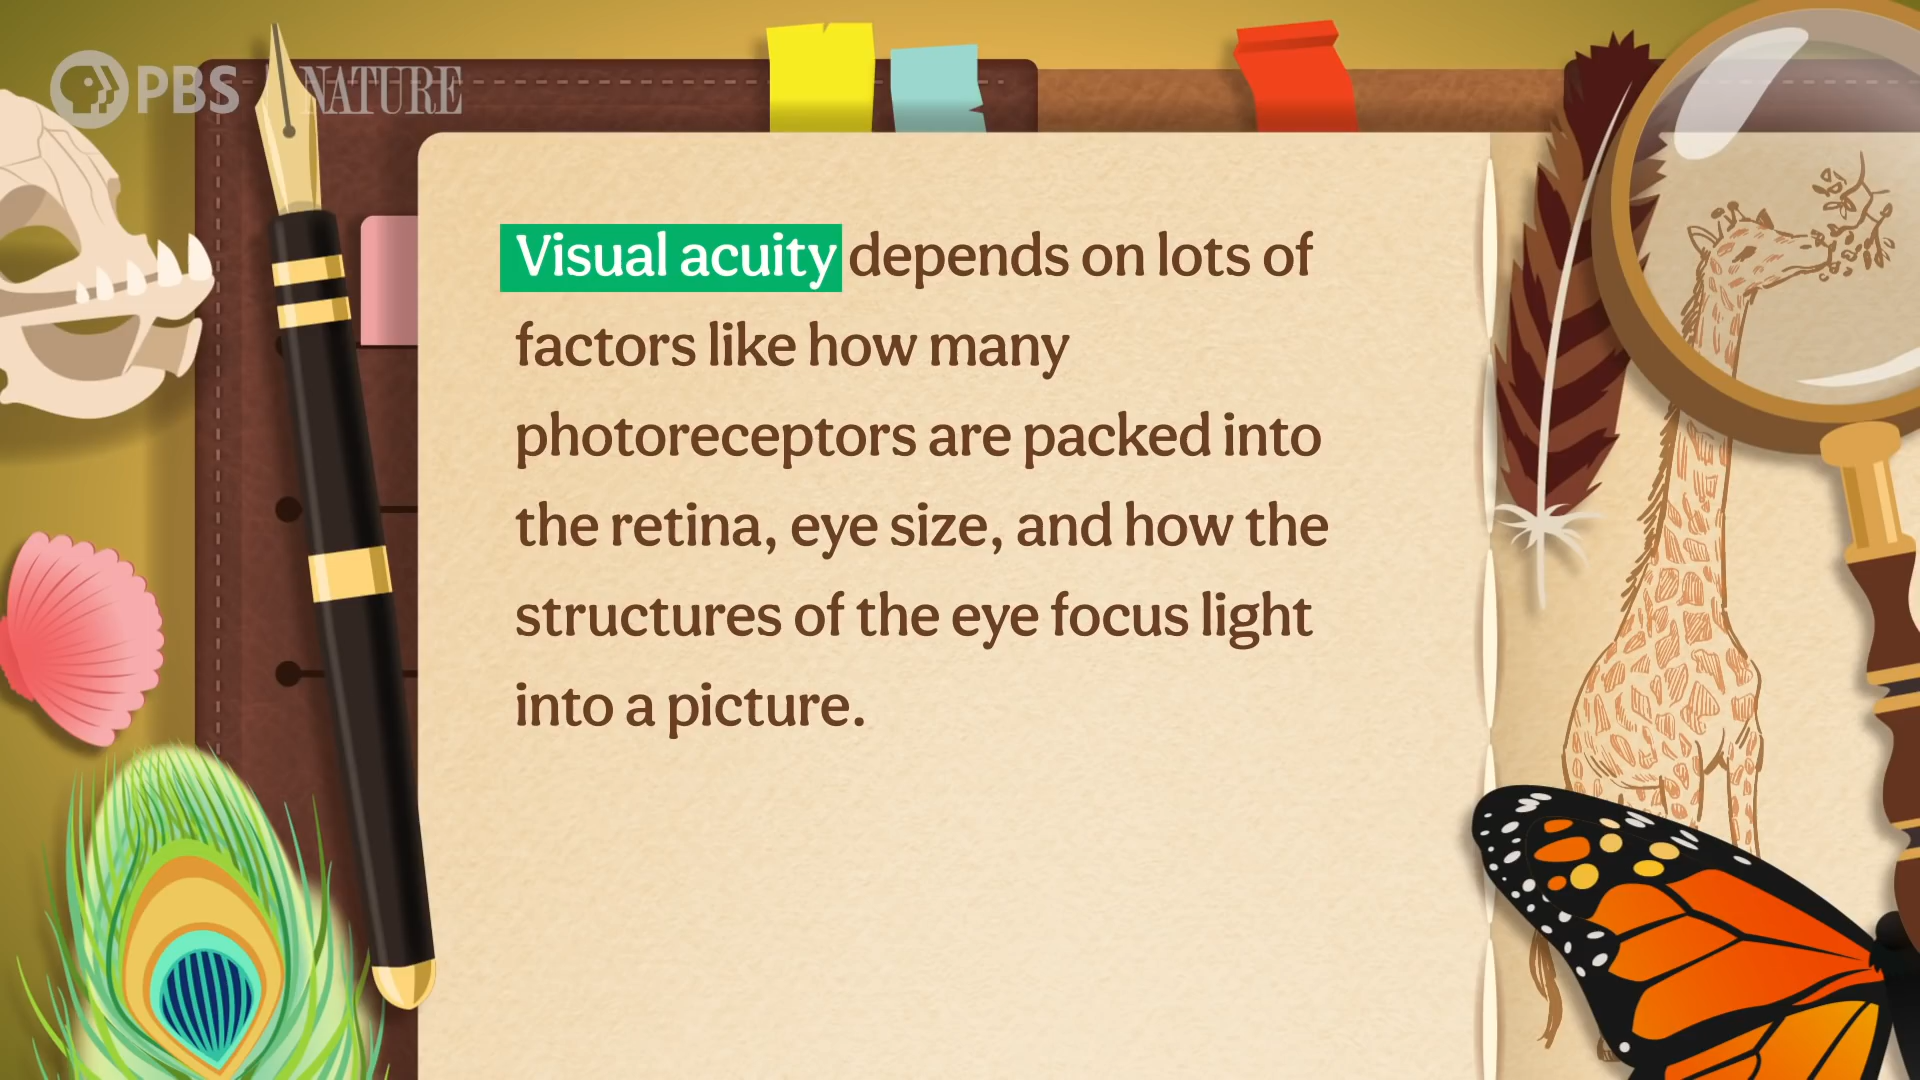 PBS NATURE
Visual acuity depends on lots of
factors like how many
photoreceptors are packed into
the retina, eye size, and how the
structures of the eye focus light
into a picture.